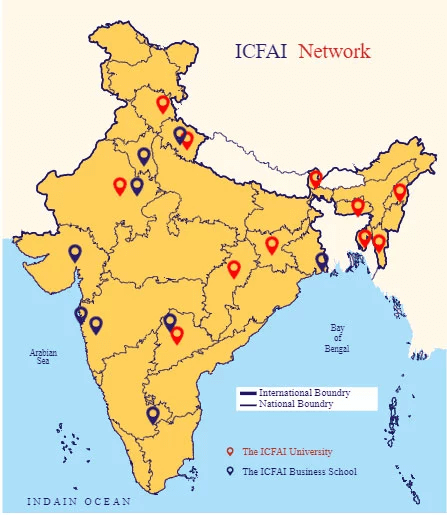 ICFAI Network
Bay
of
Bengal
Arabian
Sea
International Boundry
National Boundry
The ICFAI University
The ICFAI Business School
INDAIN OCEAN